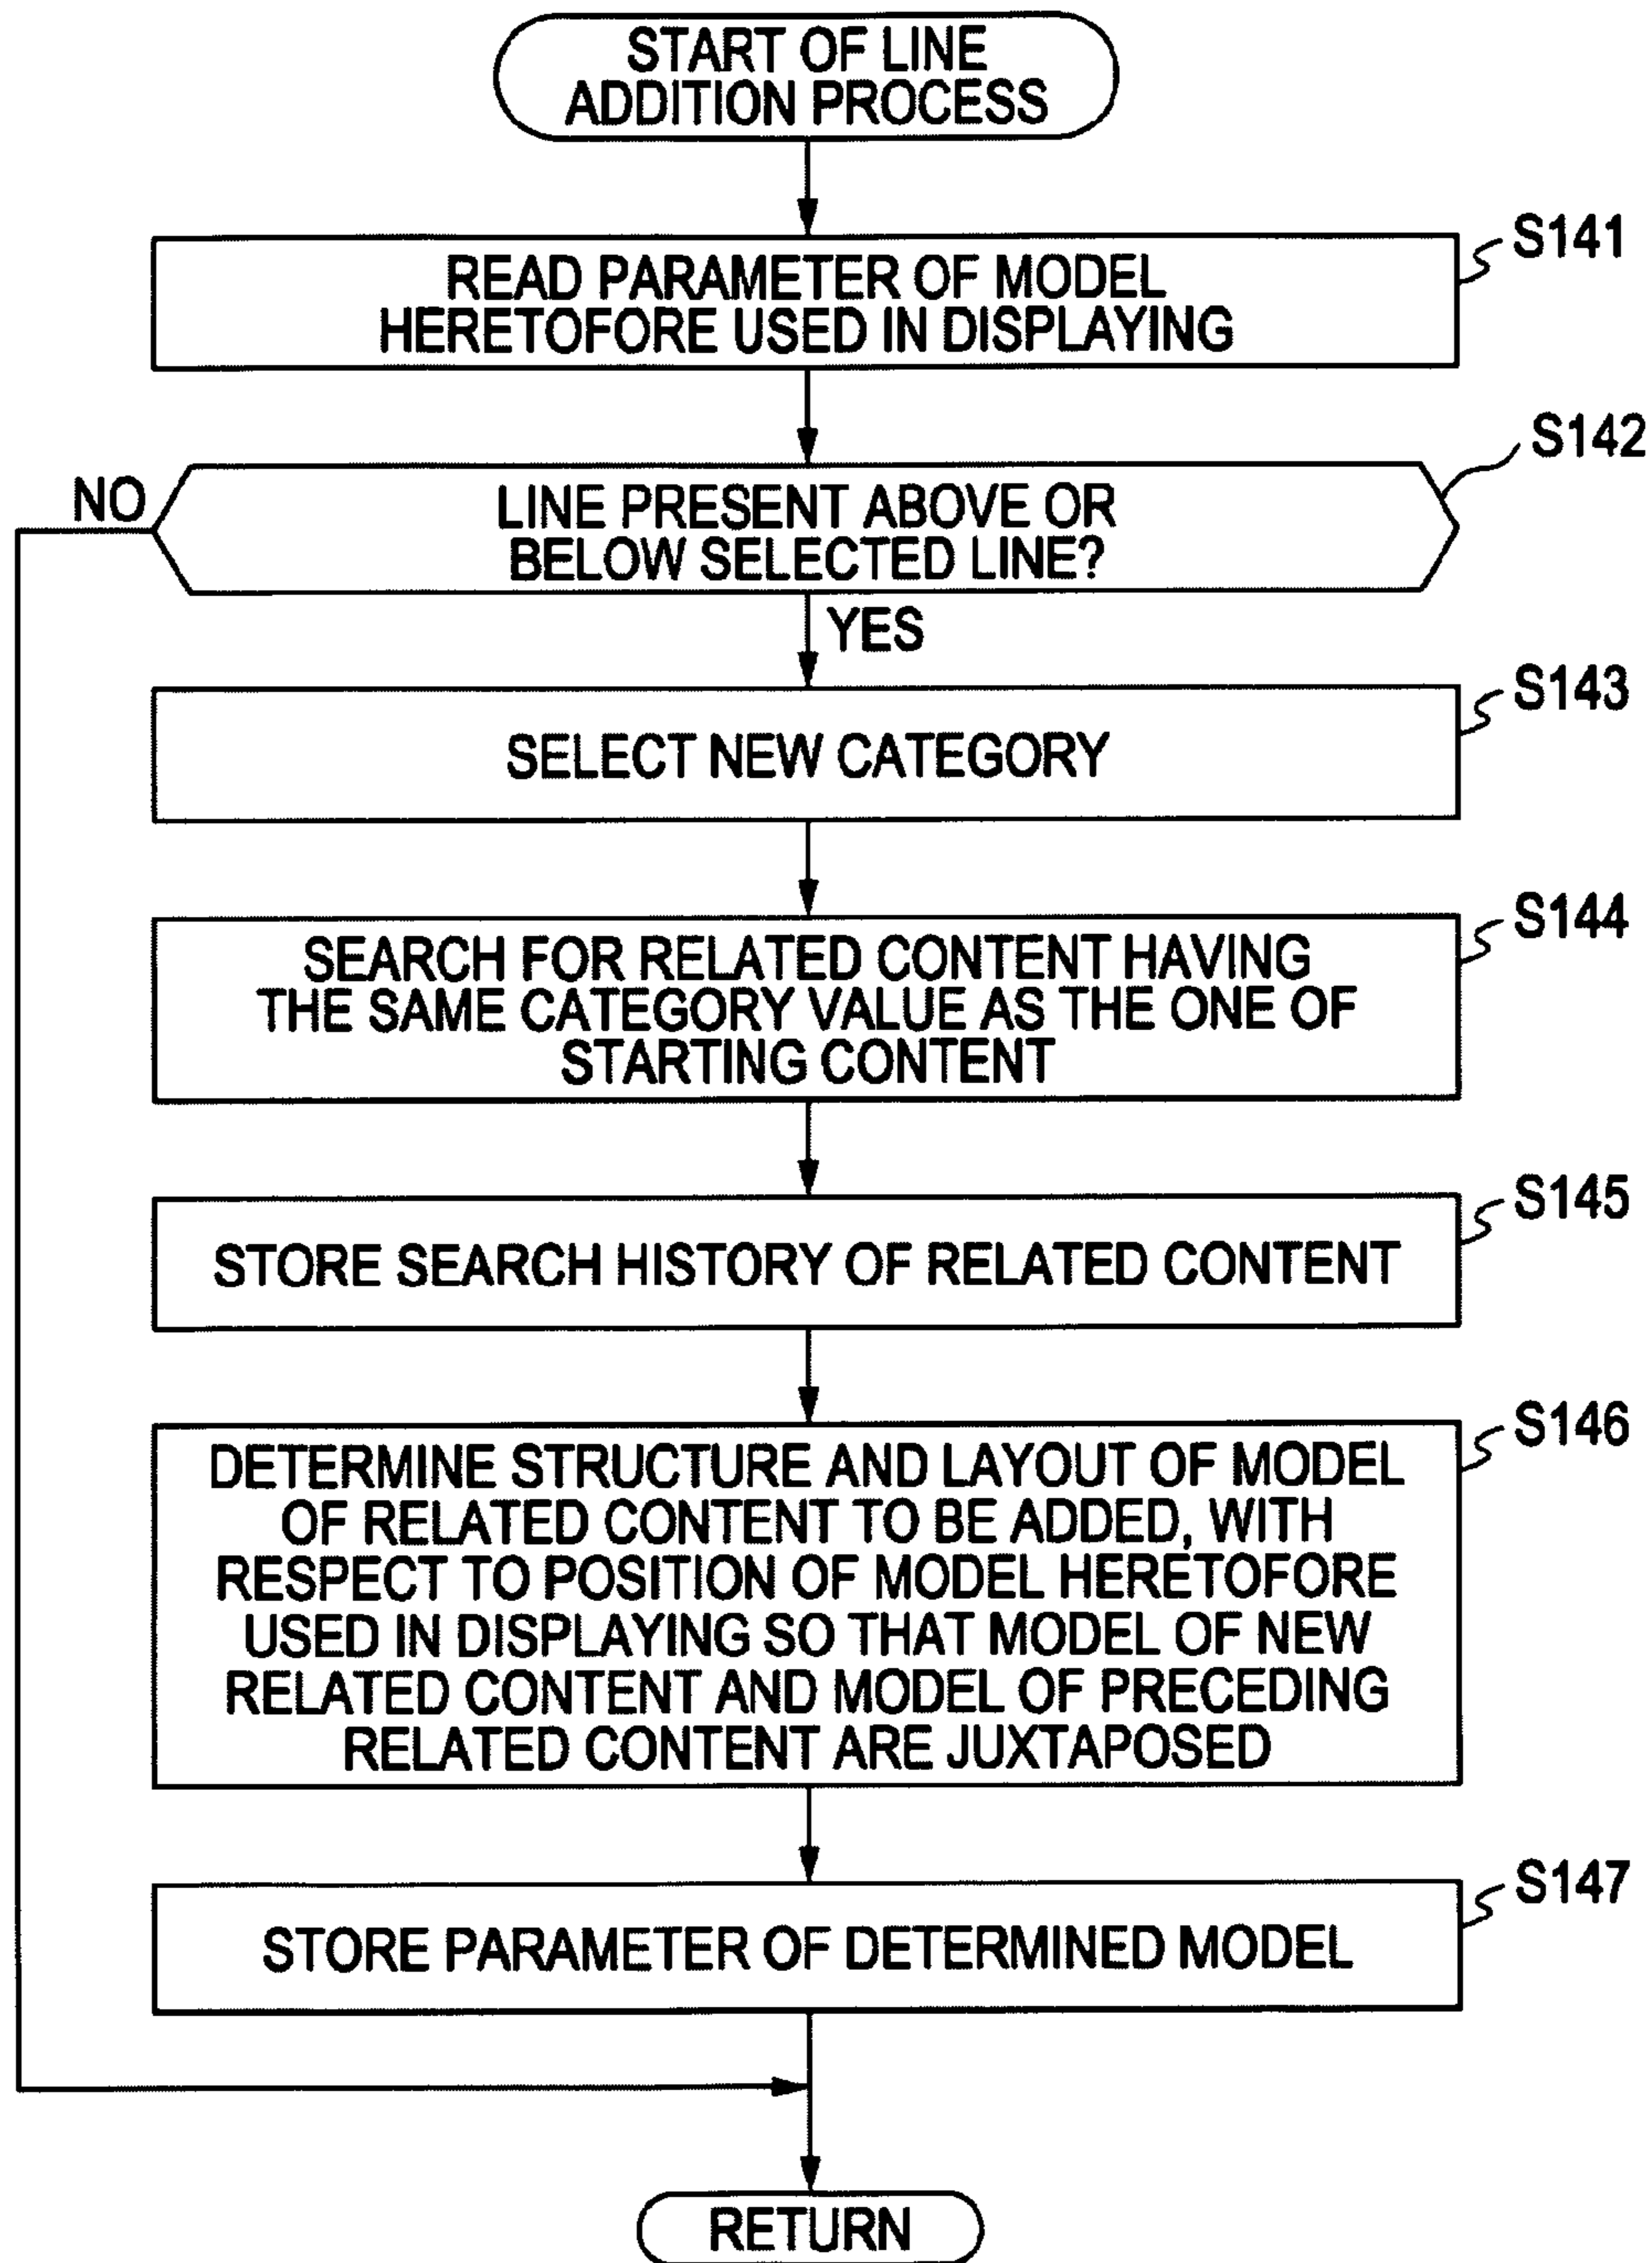 START OF LINE
ADDITION PROCESS
S141
READ PARAMETER OF MODEL
HERETOFORE USED IN DISPLAYING
S142
NO
LINE PRESENT ABOVE OR
BELOW SELECTED LINE?
YES
S143
SELECT NEW CATEGORY
S144
SEARCH FOR RELATED CONTENT HAVING
THE SAME CATEGORY VALUE AS THE ONE OF
STARTING CONTENT
S145
STORE SEARCH HISTORY OF RELATED CONTENT
S146
DETERMINE STRUCTURE AND LAYOUT OF MODEL
OF RELATED CONTENT TO BE ADDED, WITH
RESPECT TO POSITION OF MODEL HERETOFORE
USED IN DISPLAYING SO THAT MODEL OF NEW
RELATED CONTENT AND MODEL OF PRECEDING
RELATED CONTENT ARE JUXTAPOSED
S147
STORE PARAMETER OF DETERMINED MODEL
RETURN